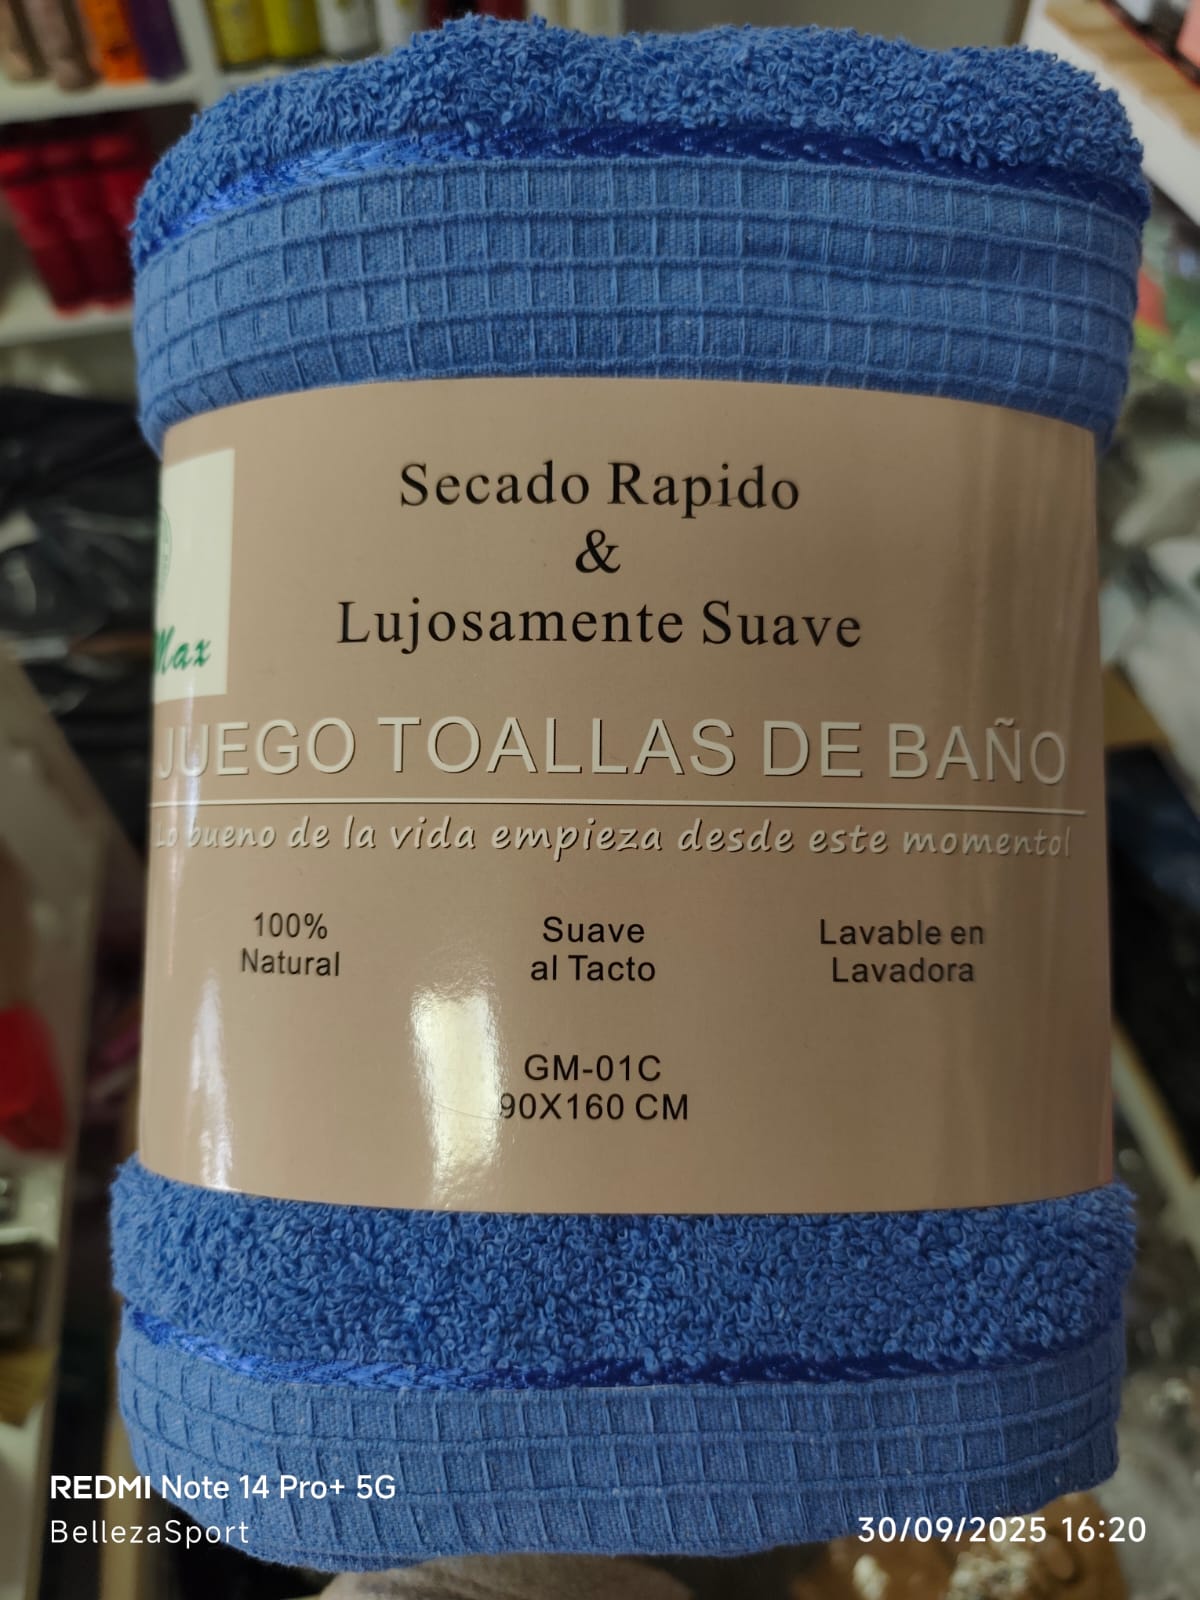 Secado Rapido
&
Lujosamente Suave
Max
JUEGO TOALLAS DE BAÑO
Lo bueno de la vida empieza desde este momento!
100%
Natural
Suave
al Tacto
Lavable en
Lavadora
GM-01C
90X160 CM
REDMI Note 14 Pro+ 5G
BellezaSport
30/09/2025 16:20